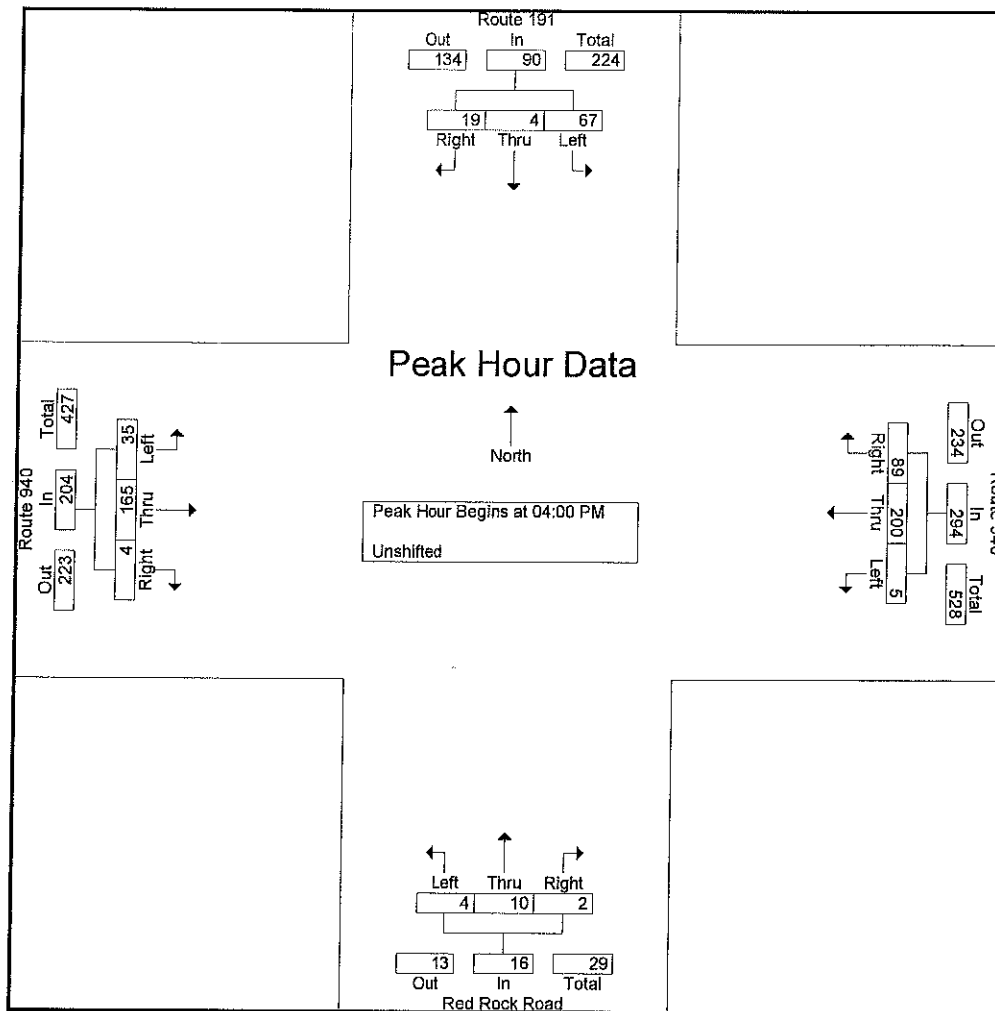 Route 191
Out In Total
134 90 224
19 4 67
Right Thru Left
Peak Hour Data
North
Peak Hour Begins at 04:00 PM
Unshifted
Route 940
Total In Out
427 204 223
35 165 4
Left Thru Right
Out In Total
234 294 528
Right Thru Left
89 200 5
Left Thru Right
4 10 2
13 16 29
Out In Total
Red Rock Road